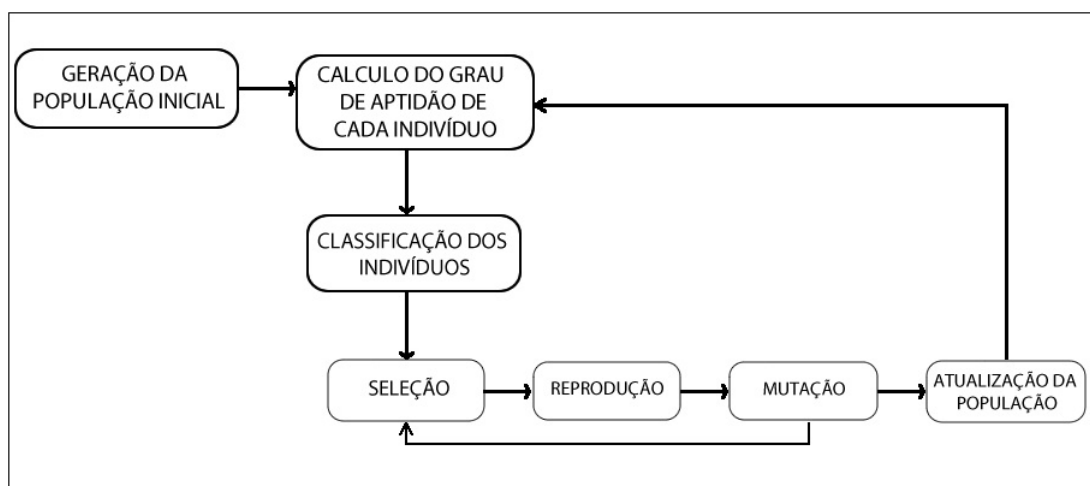 GERAÇÃO DA
POPULAÇÃO INICIAL
CALCULO DO GRAU
DE APTIDÃO DE
CADA INDIVÍDUO
CLASSIFICAÇÃO DOS
INDIVÍDUOS
SELEÇÃO
REPRODUÇÃO
MUTAÇÃO
ATUALIZAÇÃO DA
POPULAÇÃO